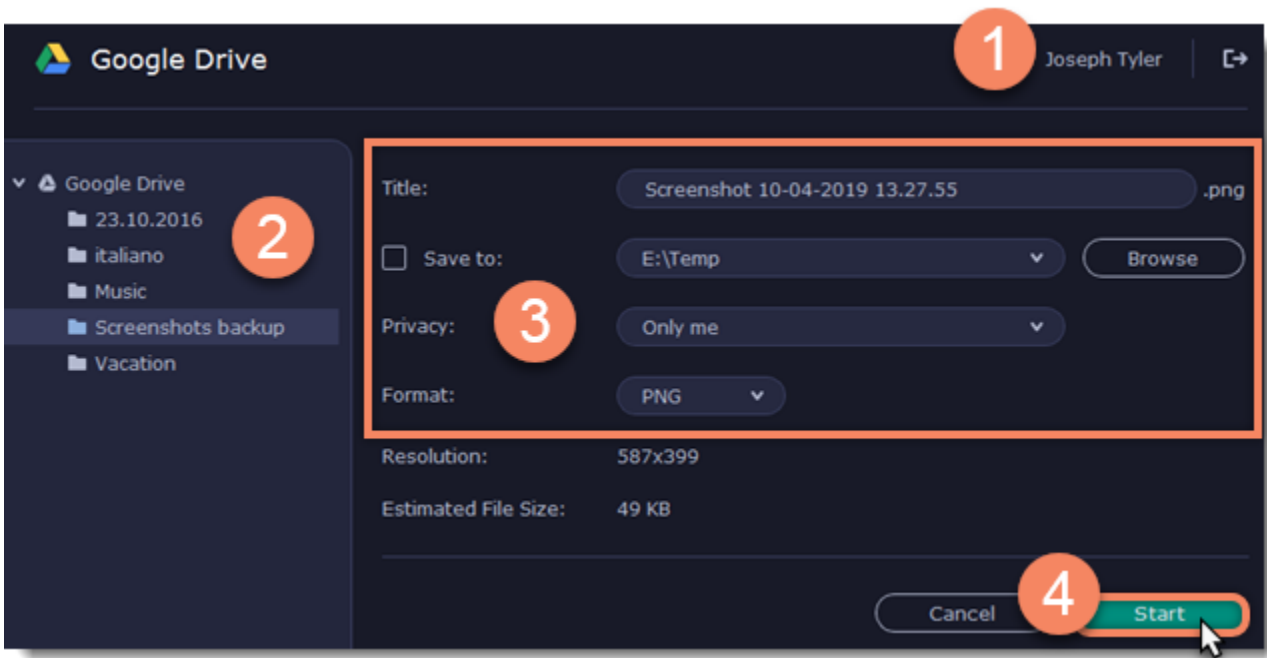 Google Drive
1
Joseph Tyler
Google Drive
23.10.2016
2
italiano
Music
Screenshots backup
Vacation
Title:
Screenshot 10-04-2019 13.27.55
.png
Save to:
E:\Temp
Browse
Privacy:
3
Only me
Format:
PNG
Resolution:
587x399
Estimated File Size:
49 KB
Cancel
4
Start